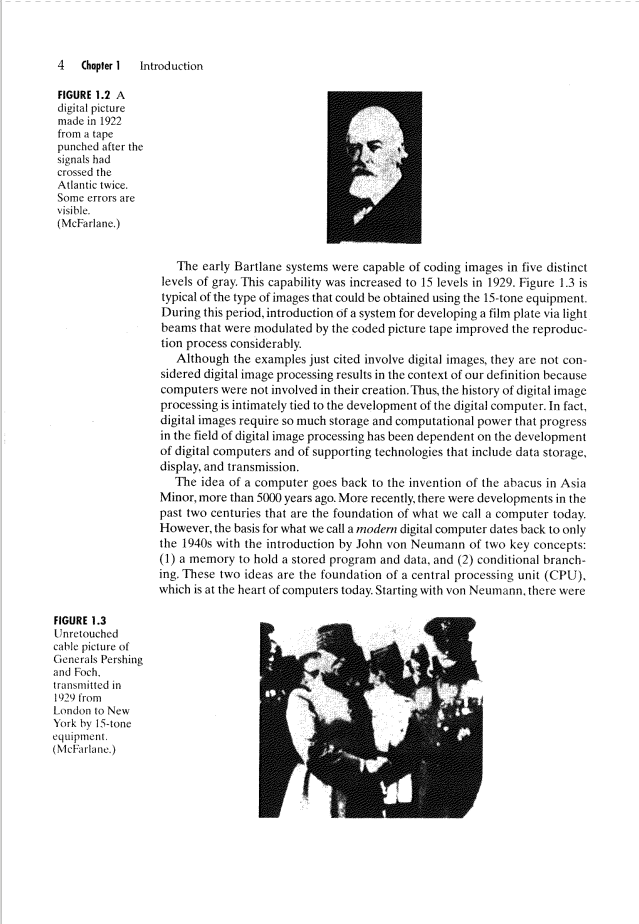 4 Chapter 1 Introduction
FIGURE 1.2 A
digital picture
made in 1922
from a tape
punched after the
signals had
crossed the
Atlantic twice.
Some errors are
visible.
(McFarlane.)
The early Bartlane systems were capable of coding images in five distinct
levels of gray. This capability was increased to 15 levels in 1929. Figure 1.3 is
typical of the type of images that could be obtained using the 15-tone equipment.
During this period, introduction of a system for developing a film plate via light
beams that were modulated by the coded picture tape improved the reproduc-
tion process considerably.
Although the examples just cited involve digital images, they are not con-
sidered digital image processing results in the context of our definition because
computers were not involved in their creation. Thus, the history of digital image
processing is intimately tied to the development of the digital computer. In fact,
digital images require so much storage and computational power that progress
in the field of digital image processing has been dependent on the development
of digital computers and of supporting technologies that include data storage,
display, and transmission.
The idea of a computer goes back to the invention of the abacus in Asia
Minor, more than 5000 years ago. More recently, there were developments in the
past two centuries that are the foundation of what we call a computer today.
However, the basis for what we call a modern digital computer dates back to only
the 1940s with the introduction by John von Neumann of two key concepts:
(1) a memory to hold a stored program and data, and (2) conditional branch-
ing. These two ideas are the foundation of a central processing unit (CPU),
which is at the heart of computers today. Starting with von Neumann, there were
FIGURE 1.3
Unretouched
cable picture of
Generals Pershing
and Foch,
transmitted in
1929 from
London to New
York by 15-tone
equipment.
(McFarlane.)